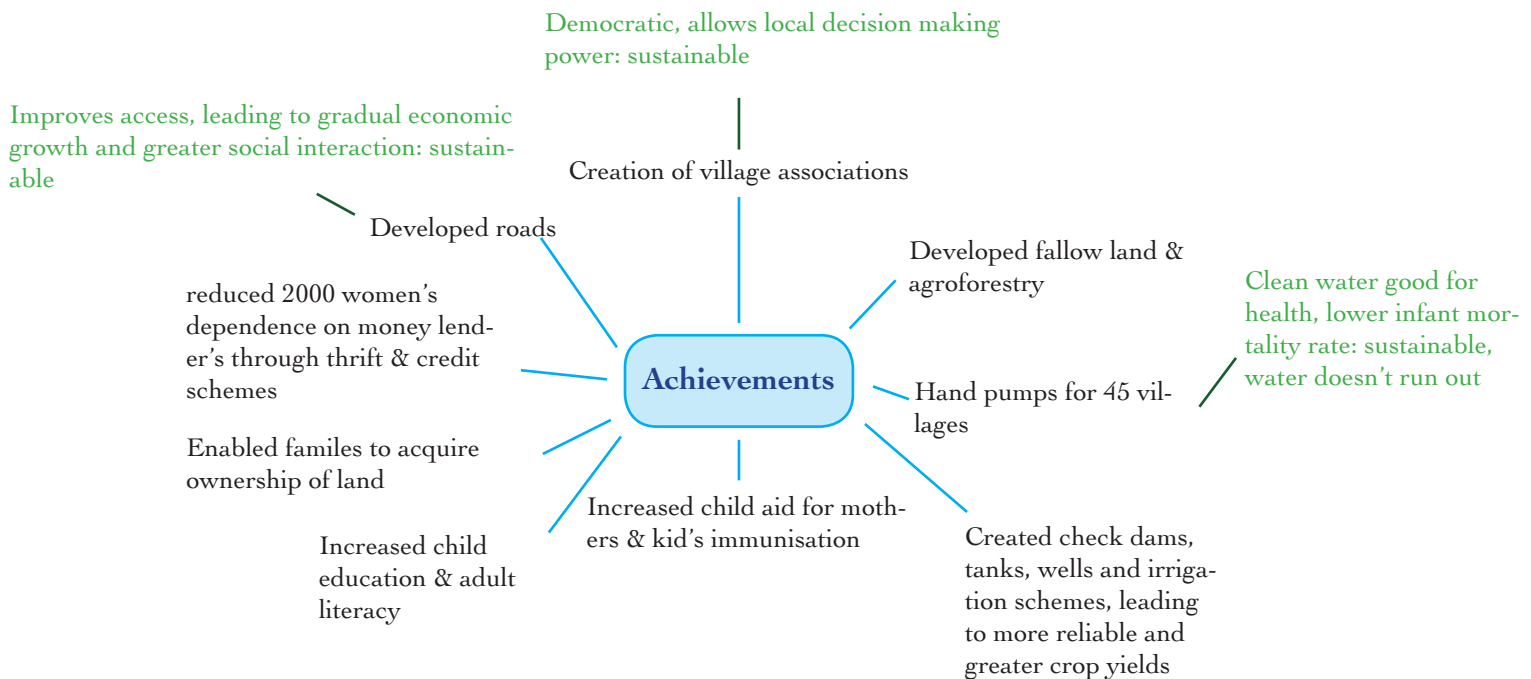 Democratic, allows local decision making
power: sustainable
Improves access, leading to gradual economic
growth and greater social interaction: sustain-
able
Creation of village associations
Developed roads
Developed fallow land &
agroforestry
Clean water good for
health, lower infant mor-
tality rate: sustainable,
water doesn't run out
reduced 2000 women's
dependence on money lend-
er's through thrift & credit
schemes
Achievements
Hand pumps for 45 vil-
lages
Enabled familes to acquire
ownership of land
Increased child aid for moth-
ers & kid's immunisation
Increased child
education & adult
literacy
Created check dams,
tanks, wells and irriga-
tion schemes, leading
to more reliable and
greater crop yields